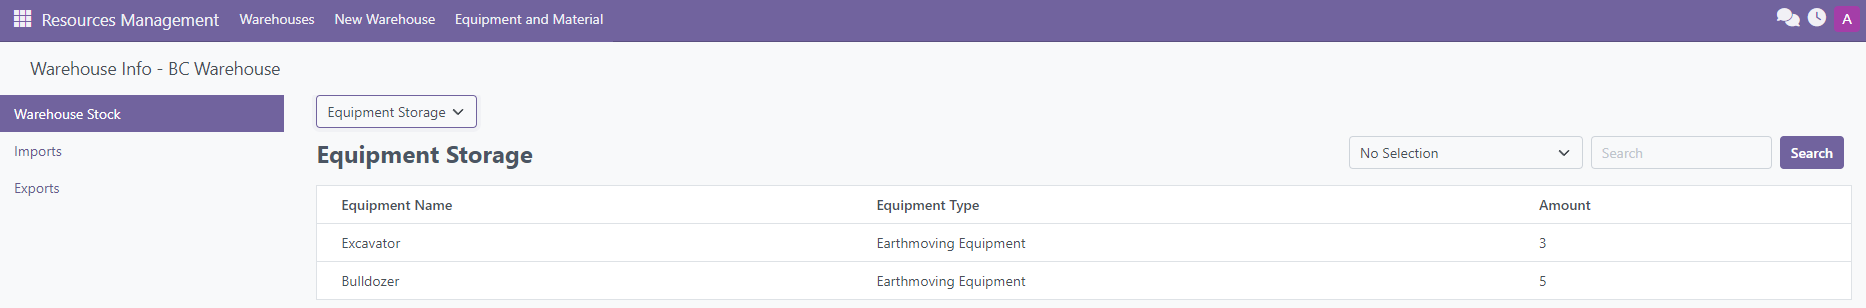 Resources Management Warehouses New Warehouse Equipment and Material A
Warehouse Info - BC Warehouse
Warehouse Stock
Imports
Exports
Equipment Storage
Equipment Storage
No Selection Search Search
Equipment Name Equipment Type Amount
Excavator Earthmoving Equipment 3
Bulldozer Earthmoving Equipment 5